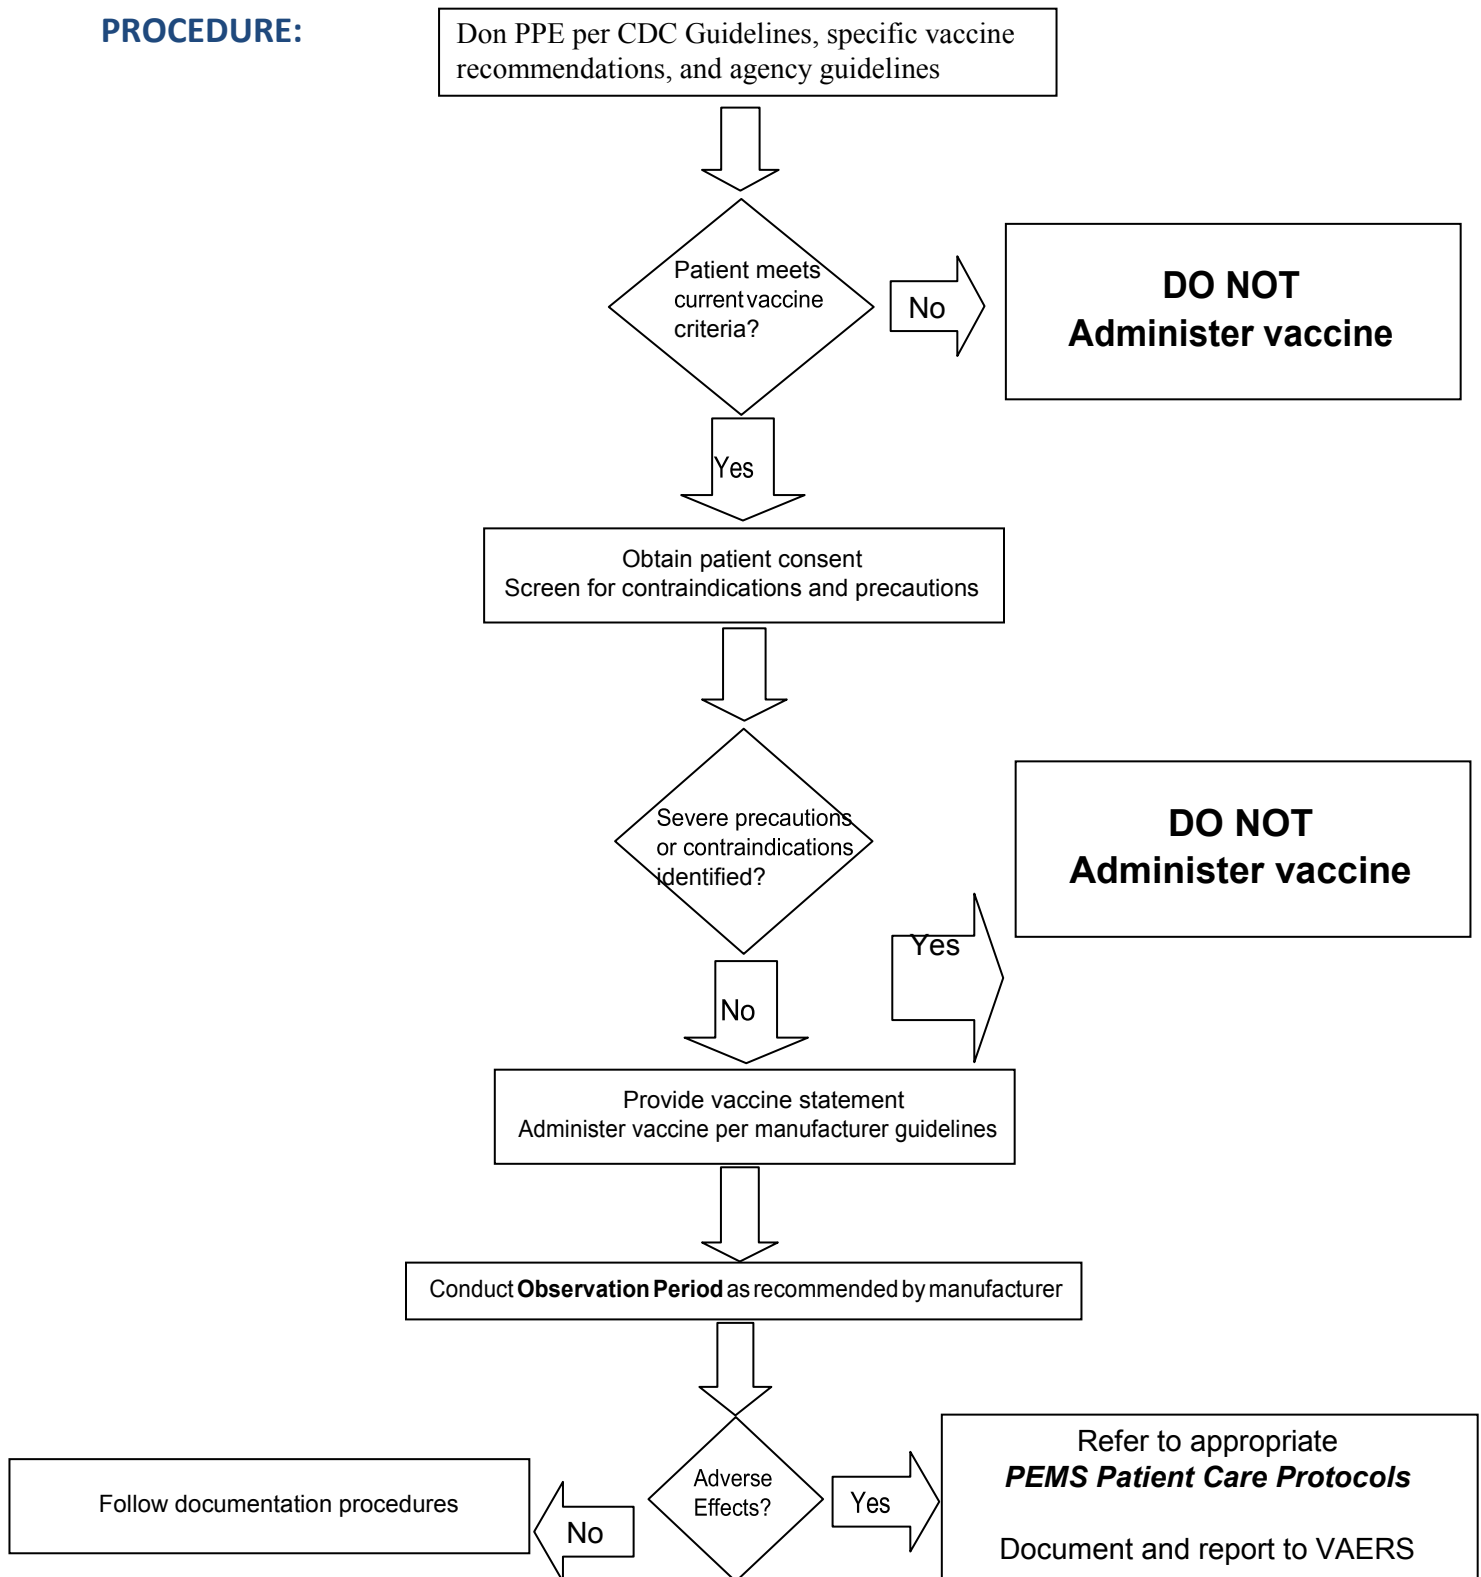 PROCEDURE:
Don PPE per CDC Guidelines, specific vaccine
recommendations, and agency guidelines
Patient meets
current vaccine
criteria?
No
DO NOT
Administer vaccine
Yes
Obtain patient consent
Screen for contraindications and precautions
Severe precautions
or contraindications
identified?
Yes
DO NOT
Administer vaccine
No
Provide vaccine statement
Administer vaccine per manufacturer guidelines
Conduct Observation Period as recommended by manufacturer
Adverse
Effects?
No
Follow documentation procedures
Yes
Refer to appropriate
PEMS Patient Care Protocols
Document and report to VAERS